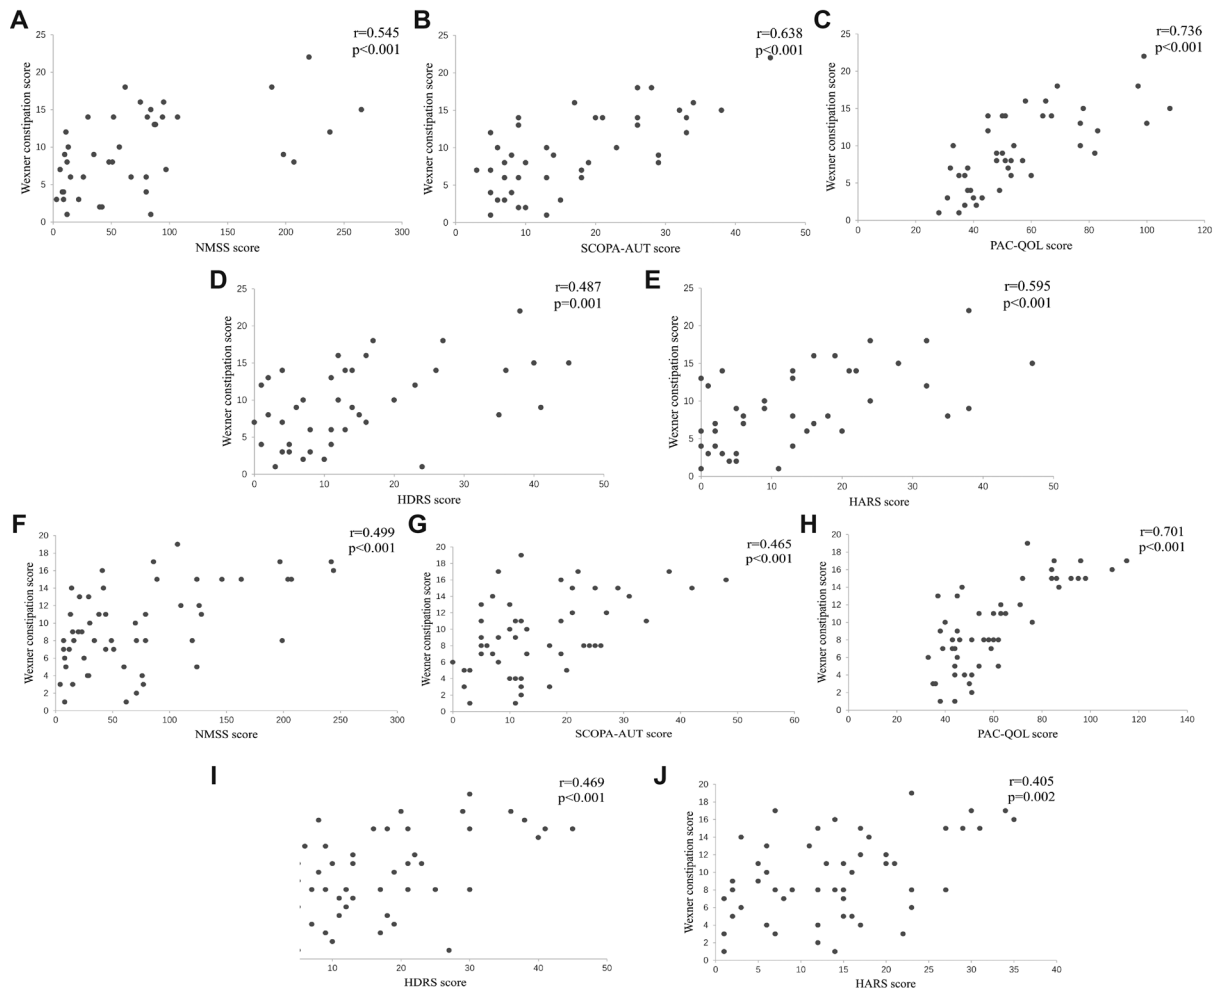 A
r=0.545
p<0.001
Wexner constipation score
25
20
15
10
5
0
0 50 100 150 200 250 300
NMSS score
B
r=0.638
p<0.001
Wexner constipation score
25
20
15
10
5
0
0 10 20 30 40 50
SCOPA-AUT score
C
r=0.736
p<0.001
Wexner constipation score
25
20
15
10
5
0
0 20 40 60 80 100 120
PAC-QOL score
D
r=0.487
p=0.001
Wexner constipation score
25
20
15
10
5
0
0 10 20 30 40 50
HDRS score
E
r=0.595
p<0.001
Wexner constipation score
25
20
15
10
5
0
0 10 20 30 40 50
HARS score
F
r=0.499
p<0.001
Wexner constipation score
20
18
16
14
12
10
8
6
4
2
0
0 50 100 150 200 250 300
NMSS score
G
r=0.465
p<0.001
Wexner constipation score
20
18
16
14
12
10
8
6
4
2
0
0 10 20 30 40 50 60
SCOPA-AUT score
H
r=0.701
p<0.001
Wexner constipation score
20
18
16
14
12
10
8
6
4
2
0
0 20 40 60 80 100 120 140
PAC-QOL score
I
r=0.469
p<0.001
10 20 30 40 50
HDRS score
J
r=0.405
p=0.002
Wexner constipation score
20
18
16
14
12
10
8
6
4
2
0
0 5 10 15 20 25 30 35 40
HARS score